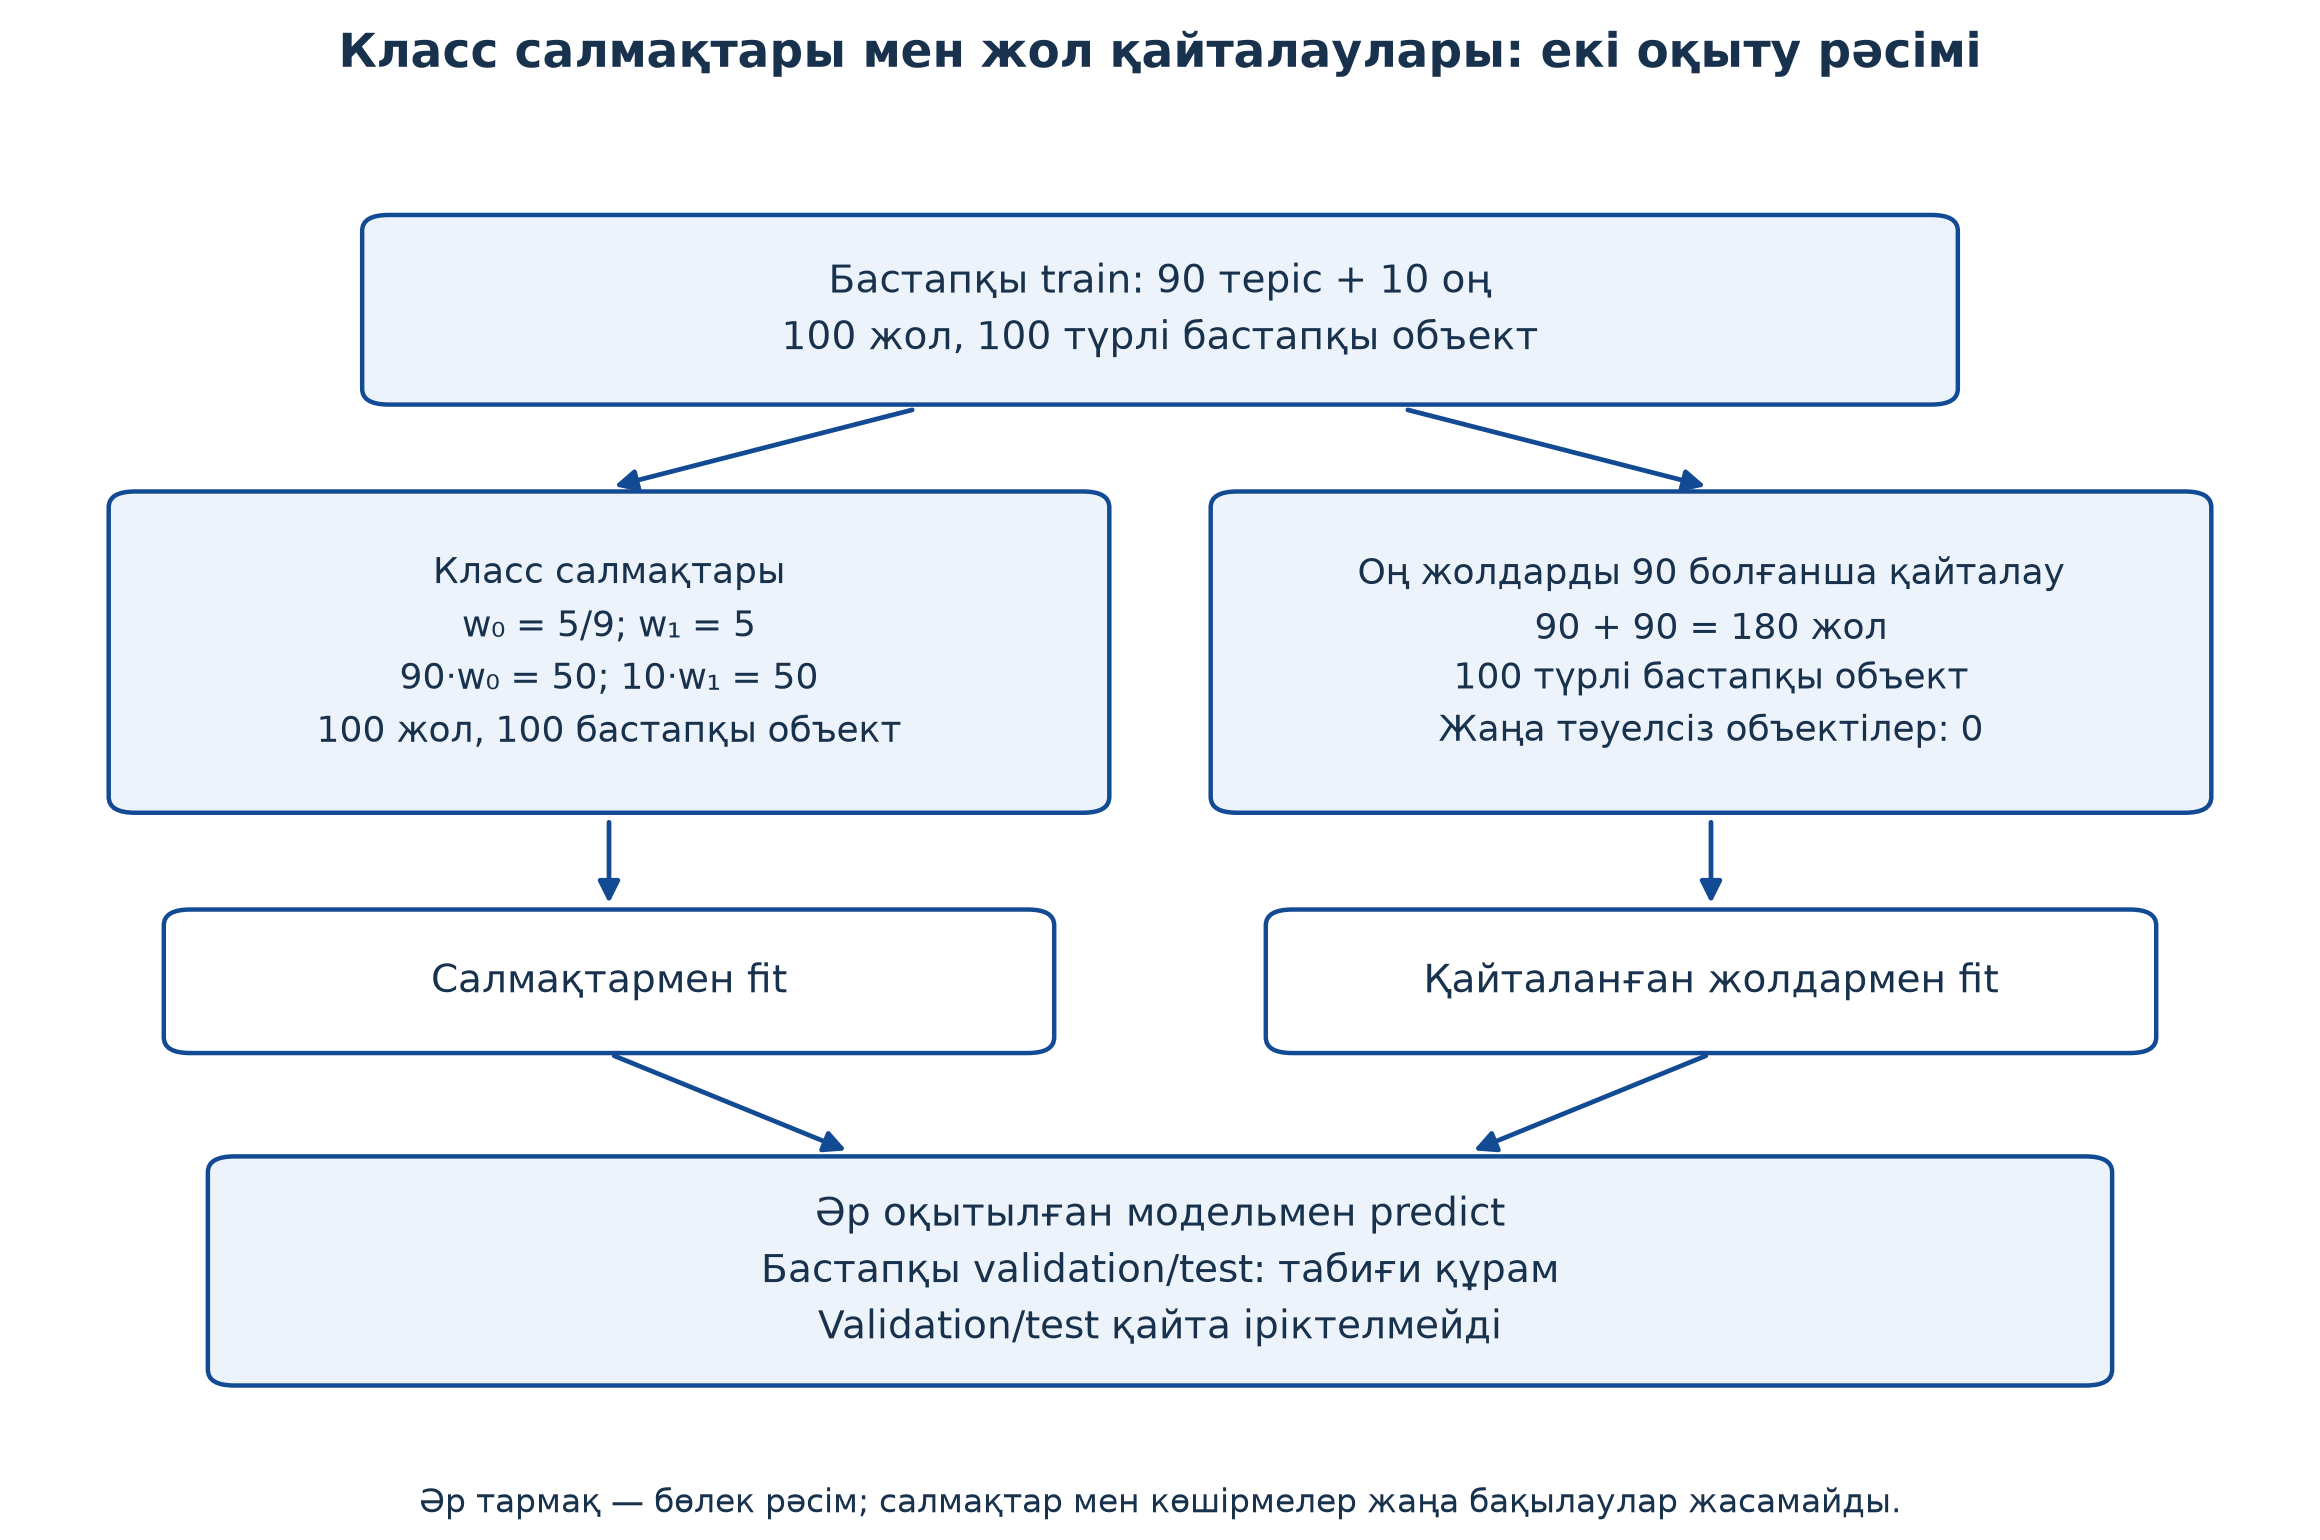 Класс салмақтары мен жол қайталаулары: екі оқыту рәсімі
Бастапқы train: 90 теріс + 10 оң
100 жол, 100 түрлі бастапқы объект
Класс салмақтары
w₀ = 5/9; w₁ = 5
90·w₀ = 50; 10·w₁ = 50
100 жол, 100 бастапқы объект
Оң жолдарды 90 болғанша қайталау
90 + 90 = 180 жол
100 түрлі бастапқы объект
Жаңа тәуелсіз объектілер: 0
Салмақтармен fit
Қайталанған жолдармен fit
Әр оқытылған модельмен predict
Бастапқы validation/test: табиғи құрам
Validation/test қайта іріктелмейді
Әр тармақ — бөлек рәсім; салмақтар мен көшірмелер жаңа бақылаулар жасамайды.